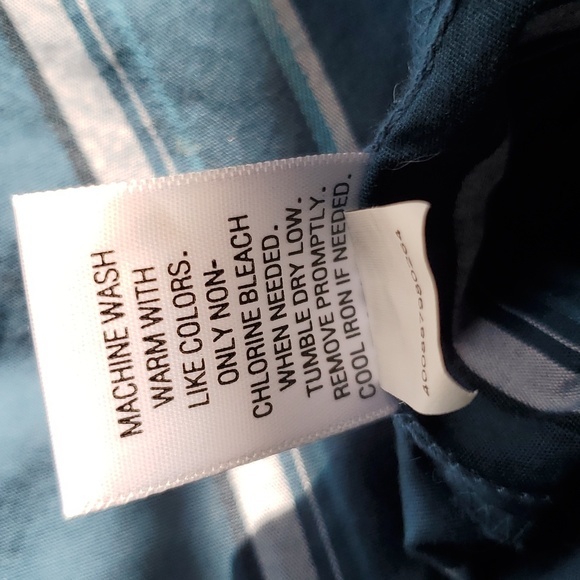 MACHINE WASH
WARM WITH
LIKE COLORS.
ONLY NON-
CHLORINE BLEACH
WHEN NEEDED.
TUMBLE DRY LOW.
REMOVE PROMPTLY.
COOL IRON IF NEEDED.
400887980264